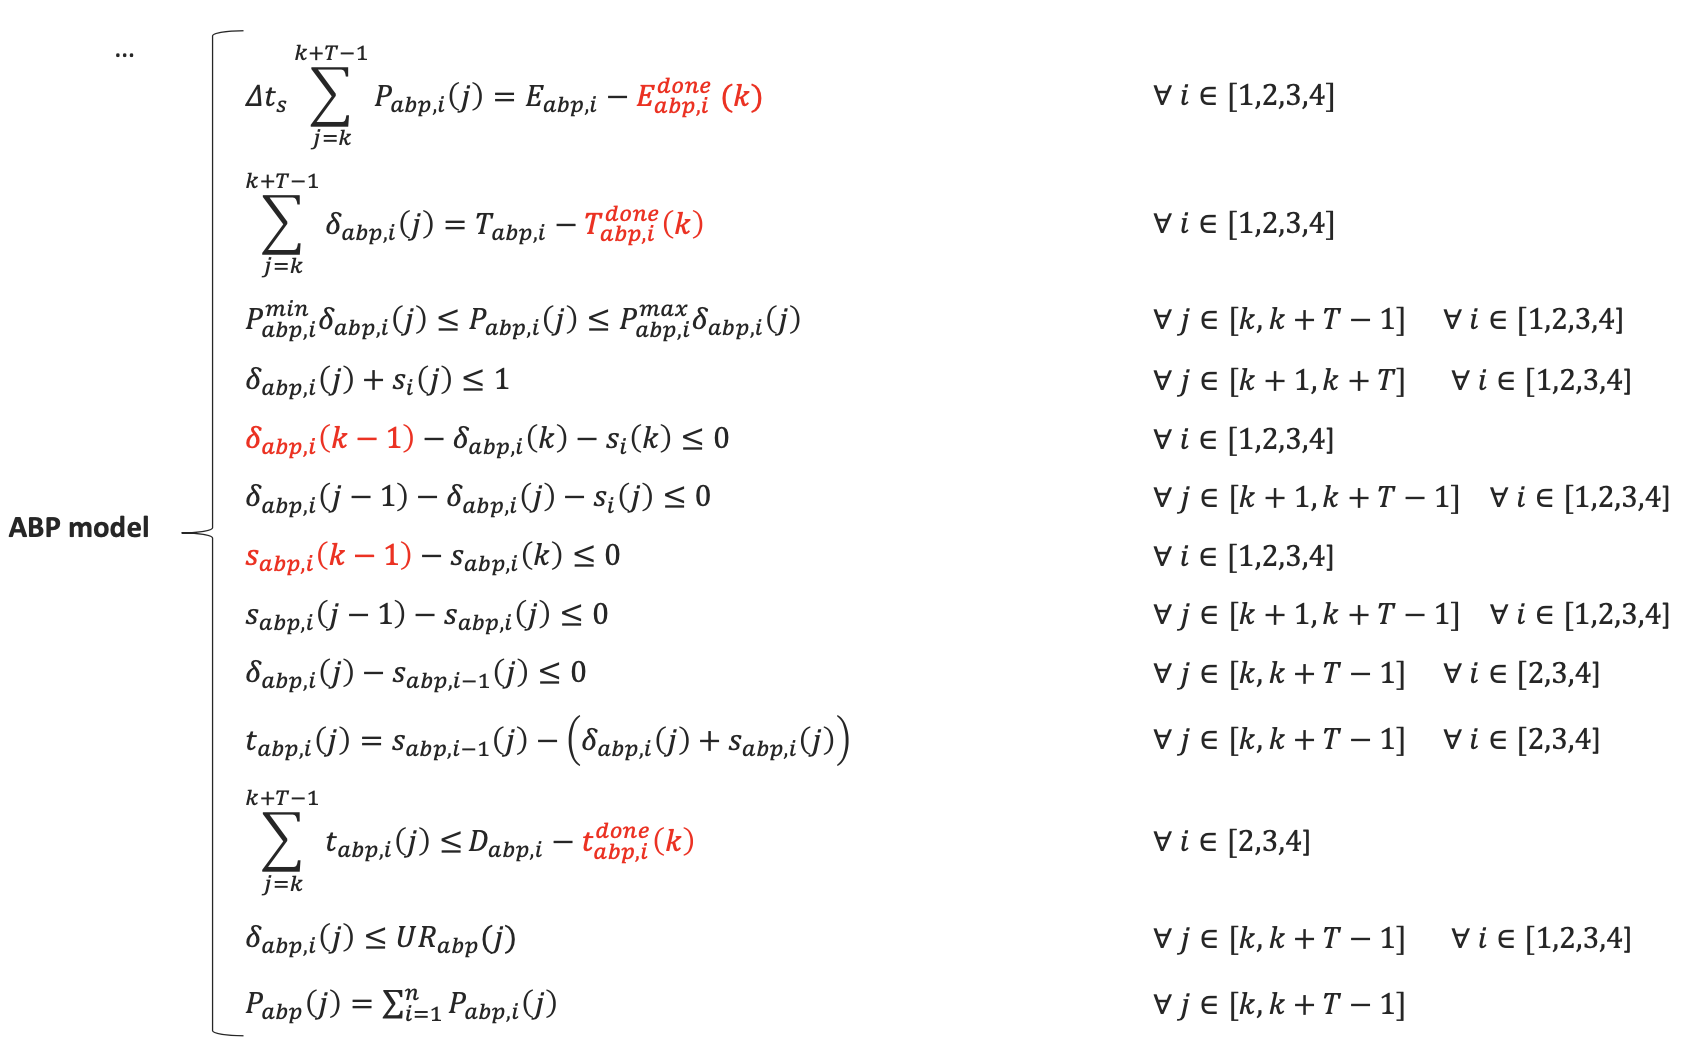 ...
Δt_s ∑_{j=k}^{k+T−1} P_{abp,i}(j) = E_{abp,i} − E_{abp,i}^{done} (k) ∀ i ∈ [1,2,3,4]
∑_{j=k}^{k+T−1} δ_{abp,i}(j) = T_{abp,i} − T_{abp,i}^{done}(k) ∀ i ∈ [1,2,3,4]
P_{abp,i}^{min} δ_{abp,i}(j) ≤ P_{abp,i}(j) ≤ P_{abp,i}^{max} δ_{abp,i}(j) ∀ j ∈ [k, k + T − 1] ∀ i ∈ [1,2,3,4]
δ_{abp,i}(j) + s_i(j) ≤ 1 ∀ j ∈ [k + 1, k + T] ∀ i ∈ [1,2,3,4]
δ_{abp,i}(k − 1) − δ_{abp,i}(k) − s_i(k) ≤ 0 ∀ i ∈ [1,2,3,4]
δ_{abp,i}(j − 1) − δ_{abp,i}(j) − s_i(j) ≤ 0 ∀ j ∈ [k + 1, k + T − 1] ∀ i ∈ [1,2,3,4]
ABP model
s_{abp,i}(k − 1) − s_{abp,i}(k) ≤ 0 ∀ i ∈ [1,2,3,4]
s_{abp,i}(j − 1) − s_{abp,i}(j) ≤ 0 ∀ j ∈ [k + 1, k + T − 1] ∀ i ∈ [1,2,3,4]
δ_{abp,i}(j) − s_{abp,i−1}(j) ≤ 0 ∀ j ∈ [k, k + T − 1] ∀ i ∈ [2,3,4]
t_{abp,i}(j) = s_{abp,i−1}(j) − (δ_{abp,i}(j) + s_{abp,i}(j)) ∀ j ∈ [k, k + T − 1] ∀ i ∈ [2,3,4]
∑_{j=k}^{k+T−1} t_{abp,i}(j) ≤ D_{abp,i} − t_{abp,i}^{done}(k) ∀ i ∈ [2,3,4]
δ_{abp,i}(j) ≤ UR_{abp}(j) ∀ j ∈ [k, k + T − 1] ∀ i ∈ [1,2,3,4]
P_{abp}(j) = ∑_{i=1}^{n} P_{abp,i}(j) ∀ j ∈ [k, k + T − 1]